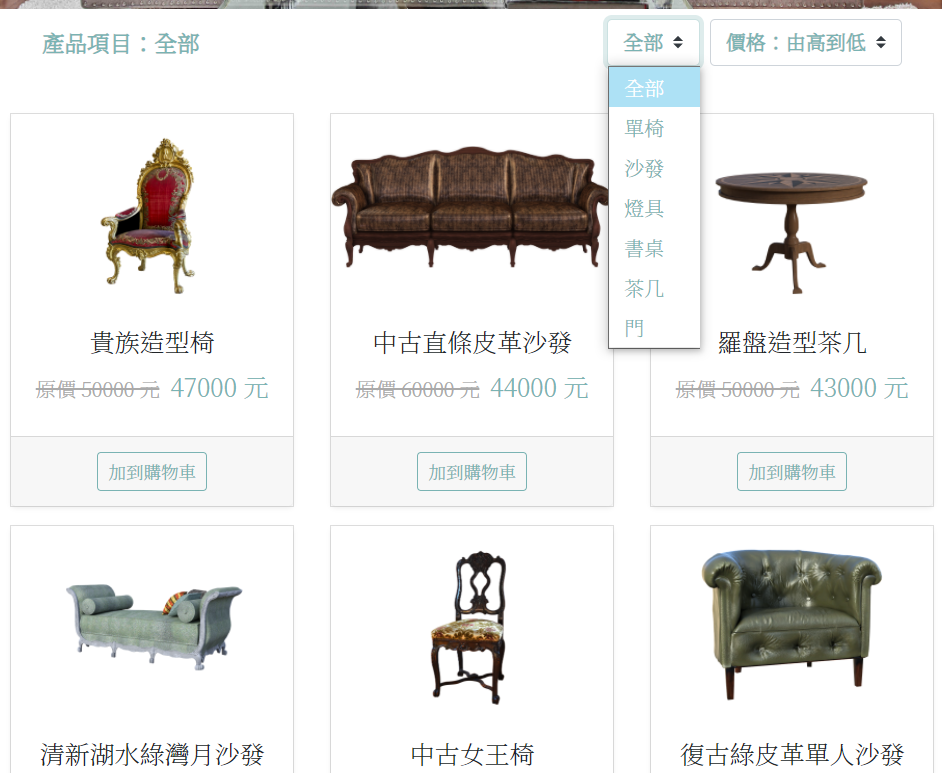 產品項目：全部
全部
價格：由高到低
全部
單椅
沙發
燈具
書桌
茶几
門
貴族造型椅
原價 50000 元 47000 元
加到購物車
中古直條皮革沙發
原價 60000 元 44000 元
加到購物車
羅盤造型茶几
原價 50000 元 43000 元
加到購物車
清新湖水綠灣月沙發
中古女王椅
復古綠皮革單人沙發